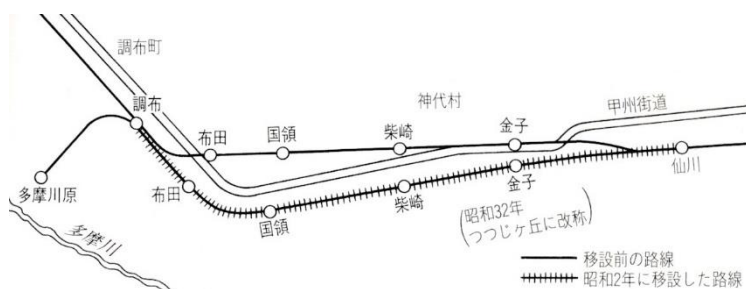 調布町
神代村
甲州街道
調布
布田
国領
柴崎
金子
仙川
多摩川原
布田
国領
柴崎
金子
(昭和32年
つつじヶ丘に改称)
多摩川
移設前の路線
昭和2年に移設した路線